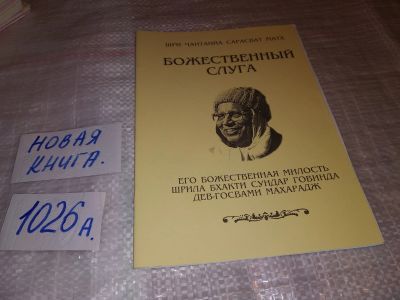 ШРИ ЧАЙТАНЬЯ САРАСВАТ МАТХ
БОЖЕСТВЕННЫЙ
СЛУГА
ЕГО БОЖЕСТВЕННАЯ МИЛОСТЬ
ШРИЛА БХАКТИ СУНДАР ГОВИНДА
ДЕВ-ГОСВАМИ МАХАРАДЖ
НОВАЯ
КНИГА.
1026А.